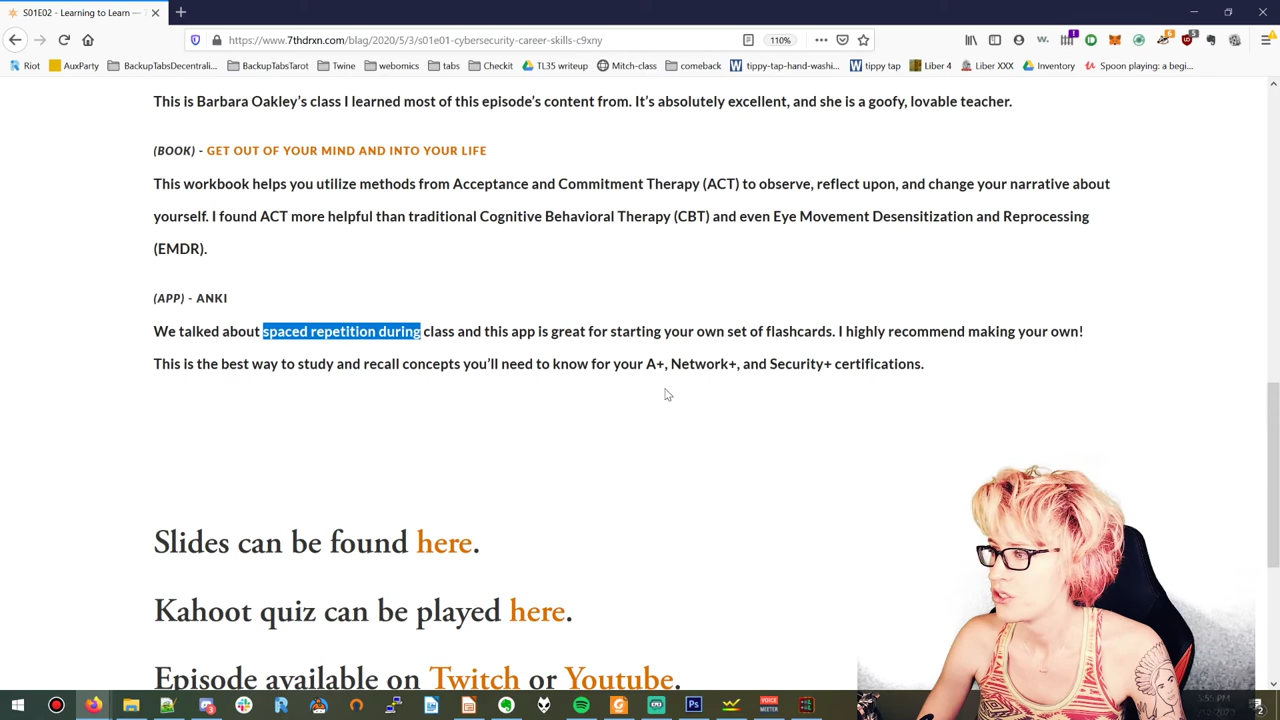 S01E02 - Learning to Learn —
https://www.7thdrxn.com/blag/2020/5/3/s01e01-cybersecurity-career-skills-c9xny
110%
Riot AuxParty BackupTabsDecentrali... BackupTabsTarot Twine webomics tabs Checkit TL35 writeup Mitch-class comeback tippy-tap-hand-washi... tippy tap Liber 4 Liber XXX Inventory Spoon playing: a begi...
This is Barbara Oakley's class I learned most of this episode's content from. It's absolutely excellent, and she is a goofy, lovable teacher.
(BOOK) - GET OUT OF YOUR MIND AND INTO YOUR LIFE
This workbook helps you utilize methods from Acceptance and Commitment Therapy (ACT) to observe, reflect upon, and change your narrative about
yourself. I found ACT more helpful than traditional Cognitive Behavioral Therapy (CBT) and even Eye Movement Desensitization and Reprocessing
(EMDR).
(APP) - ANKI
We talked about spaced repetition during class and this app is great for starting your own set of flashcards. I highly recommend making your own!
This is the best way to study and recall concepts you'll need to know for your A+, Network+, and Security+ certifications.
Slides can be found here.
Kahoot quiz can be played here.
Episode available on Twitch or Youtube.